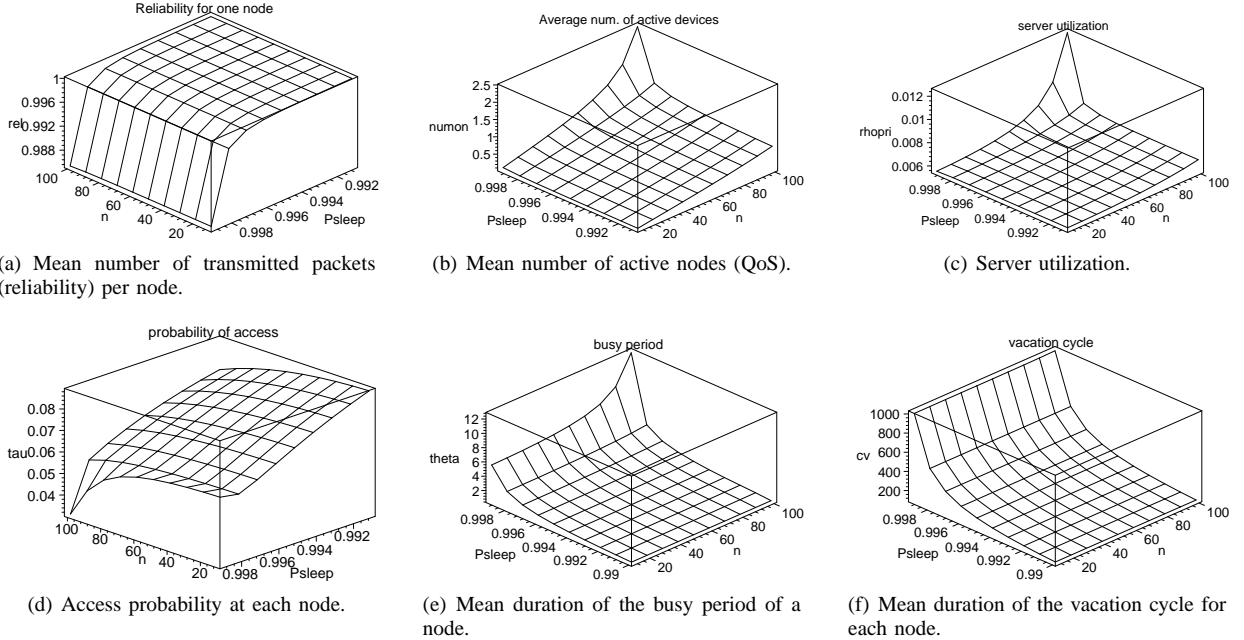 Reliability for one node
1
0.996
rel0.992
0.988
100
80
60
n
40
20
0.998
0.996
Psleep
0.994
0.992
(a) Mean number of transmitted packets
(reliability) per node.
Average num. of active devices
2.5
2
numon 1.5
1
0.5
0.998
0.996
Psleep
0.994
0.992
20
40
60
n
80
100
(b) Mean number of active nodes (QoS).
server utilization
0.012
0.01
rhopri
0.008
0.006
0.998
0.996
Psleep
0.994
0.992
20
40
60
n
80
100
(c) Server utilization.
probability of access
0.08
0.07
tau0.06
0.05
0.04
100
80
60
n
40
20
0.998
0.996
Psleep
0.994
0.992
(d) Access probability at each node.
busy period
12
10
8
theta
6
4
2
0.998
0.996
Psleep
0.994
0.992
0.99
20
40
60
n
80
100
(e) Mean duration of the busy period of a
node.
vacation cycle
1000
800
600
cv
400
200
0.998
0.996
Psleep
0.994
0.992
0.99
20
40
60
n
80
100
(f) Mean duration of the vacation cycle for
each node.